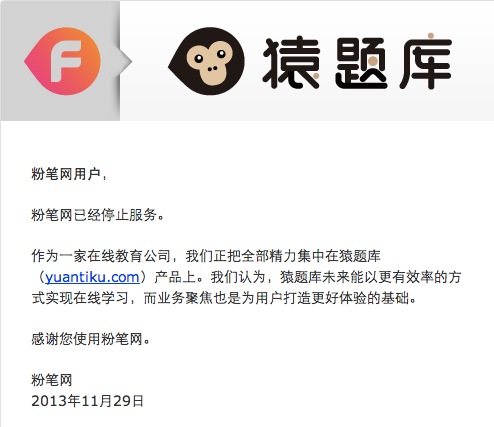 F 猿题库
粉笔网用户，
粉笔网已经停止服务。
作为一家在线教育公司，我们正把全部精力集中在猿题库
（yuantiku.com）产品上。我们认为，猿题库未来能以更有效率的方
式实现在线学习，而业务聚焦也是为用户打造更好体验的基础。
感谢您使用粉笔网。
粉笔网
2013年11月29日